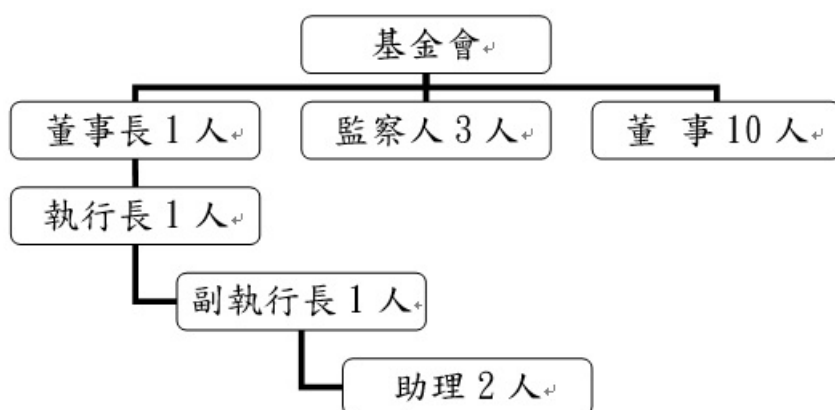 基金會
董事長 1 人
監察人 3 人
董 事 10 人
執行長 1 人
副執行長 1 人
助理 2 人